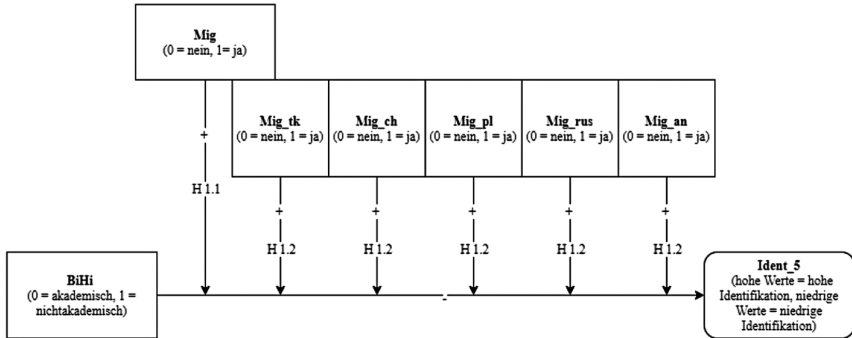 Mig
(0 = nein, 1= ja)
Mig_tk
(0 = nein, 1 = ja)
Mig_ch
(0 = nein, 1 = ja)
Mig_pl
(0 = nein, 1 = ja)
Mig_rus
(0 = nein, 1 = ja)
Mig_an
(0 = nein, 1 = ja)
+
+
+
+
+
+
H 1.1
H 1.2
H 1.2
H 1.2
H 1.2
H 1.2
BiHi
(0 = akademisch, 1 =
nichtakademisch)
-
Ident_5
(hohe Werte = hohe
Identifikation, niedrige
Werte = niedrige
Identifikation)